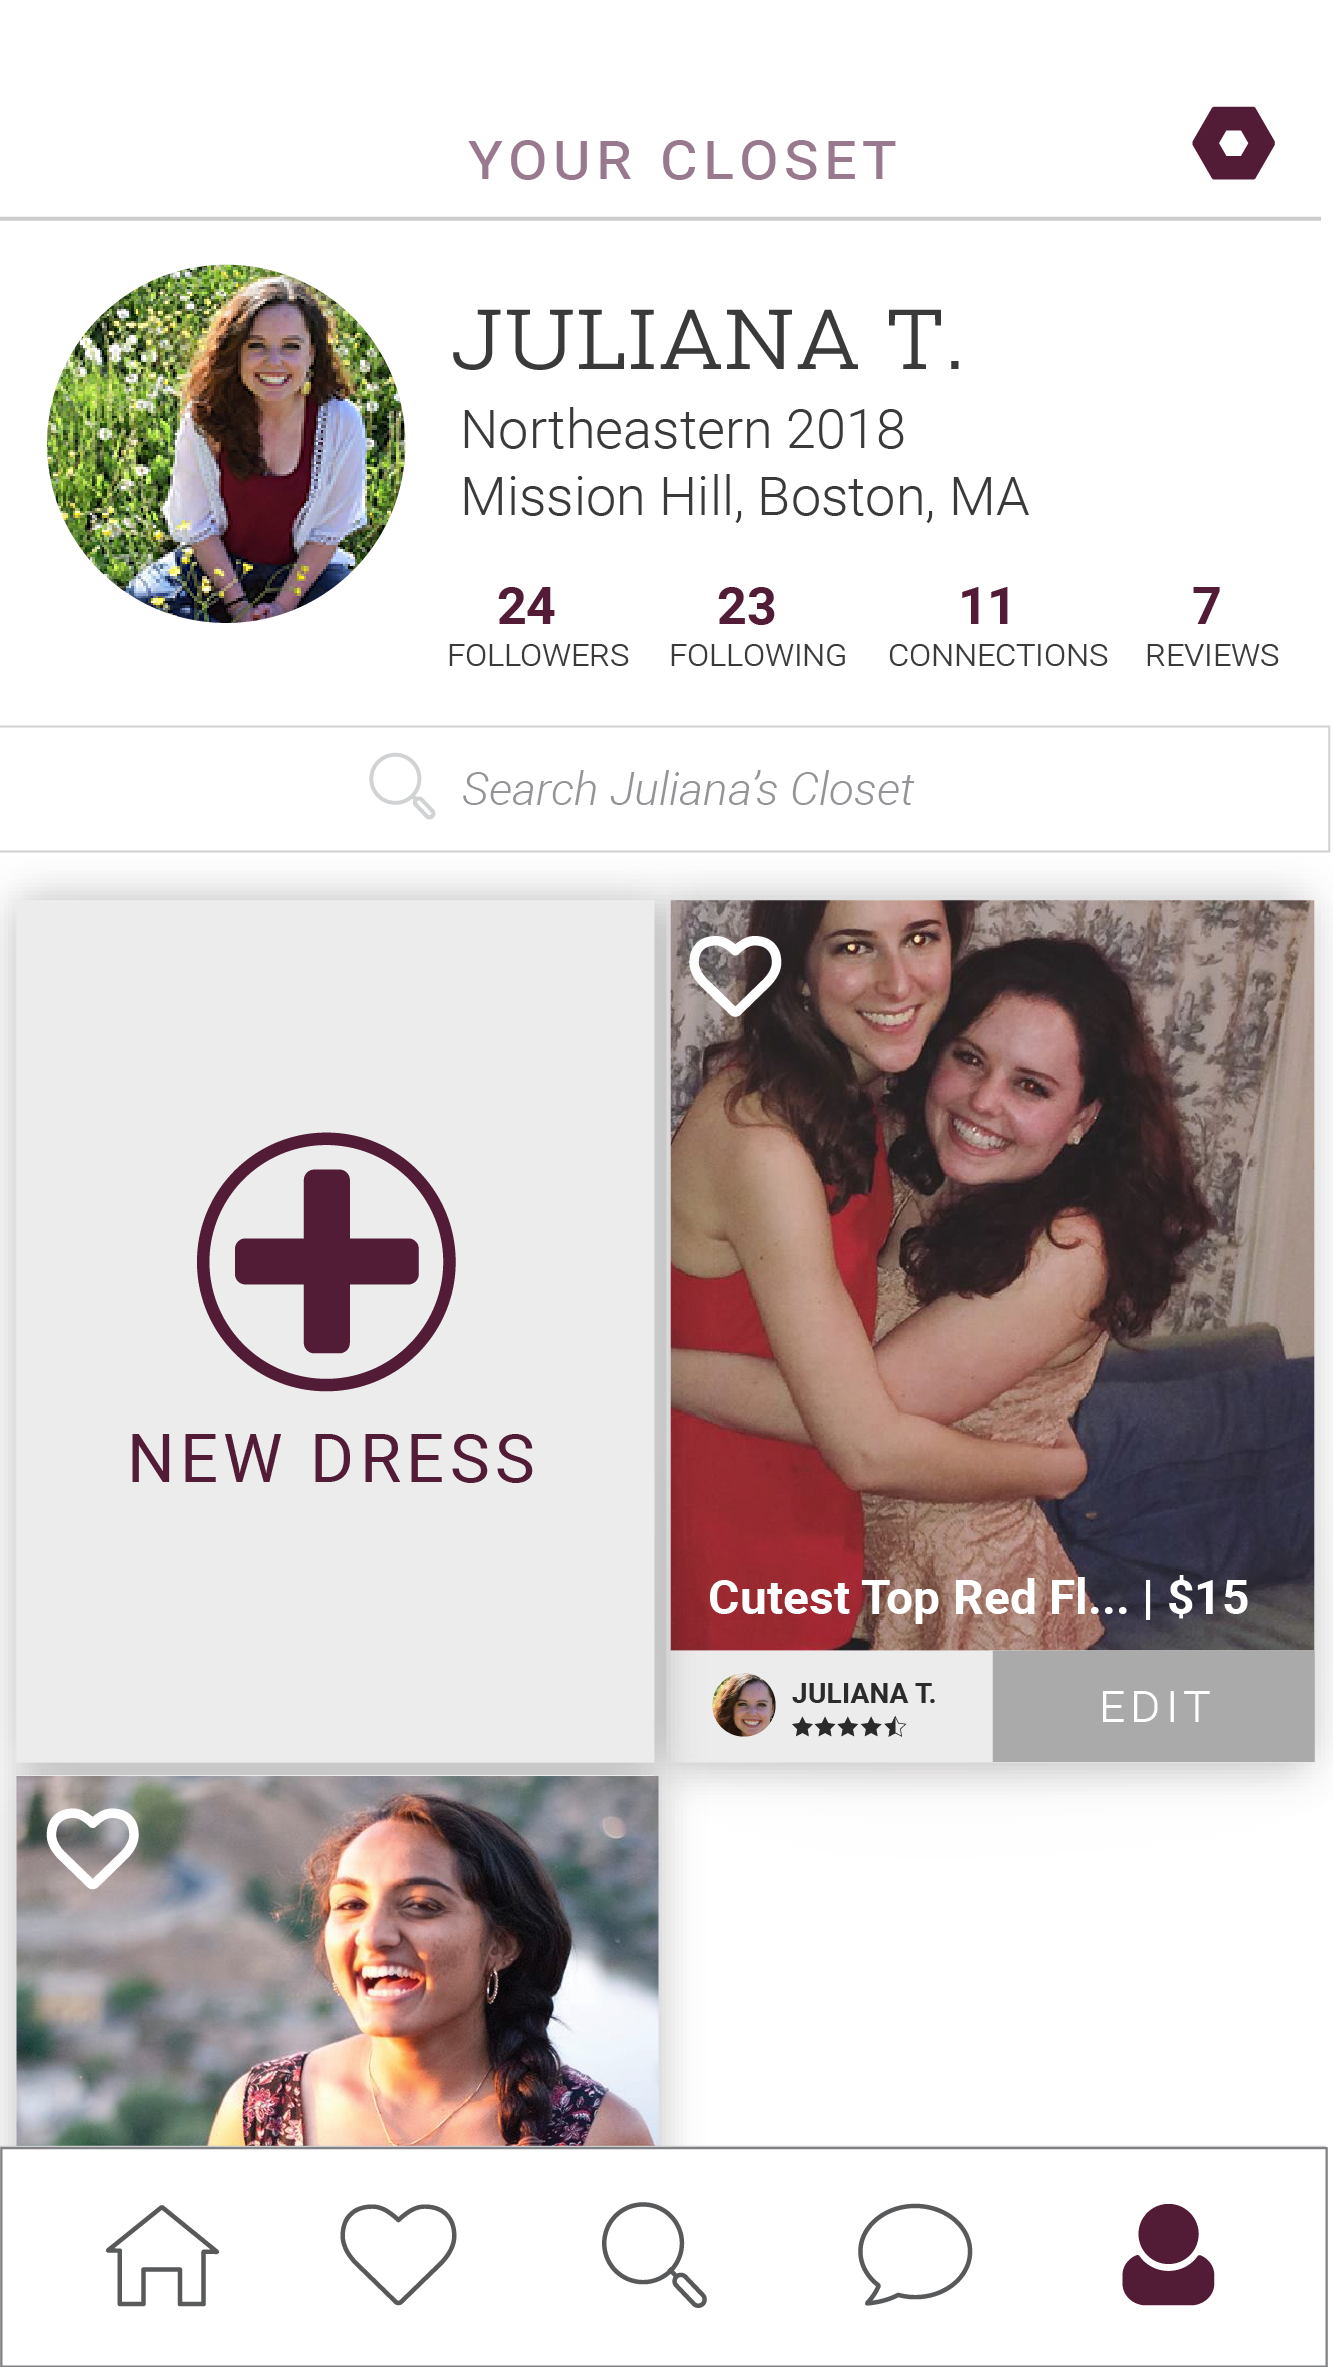 YOUR CLOSET
JULIANA T.
Northeastern 2018
Mission Hill, Boston, MA
24 23 11 7
FOLLOWERS FOLLOWING CONNECTIONS REVIEWS
Search Juliana’s Closet
NEW DRESS
Cutest Top Red Fl... | $15
JULIANA T.
EDIT